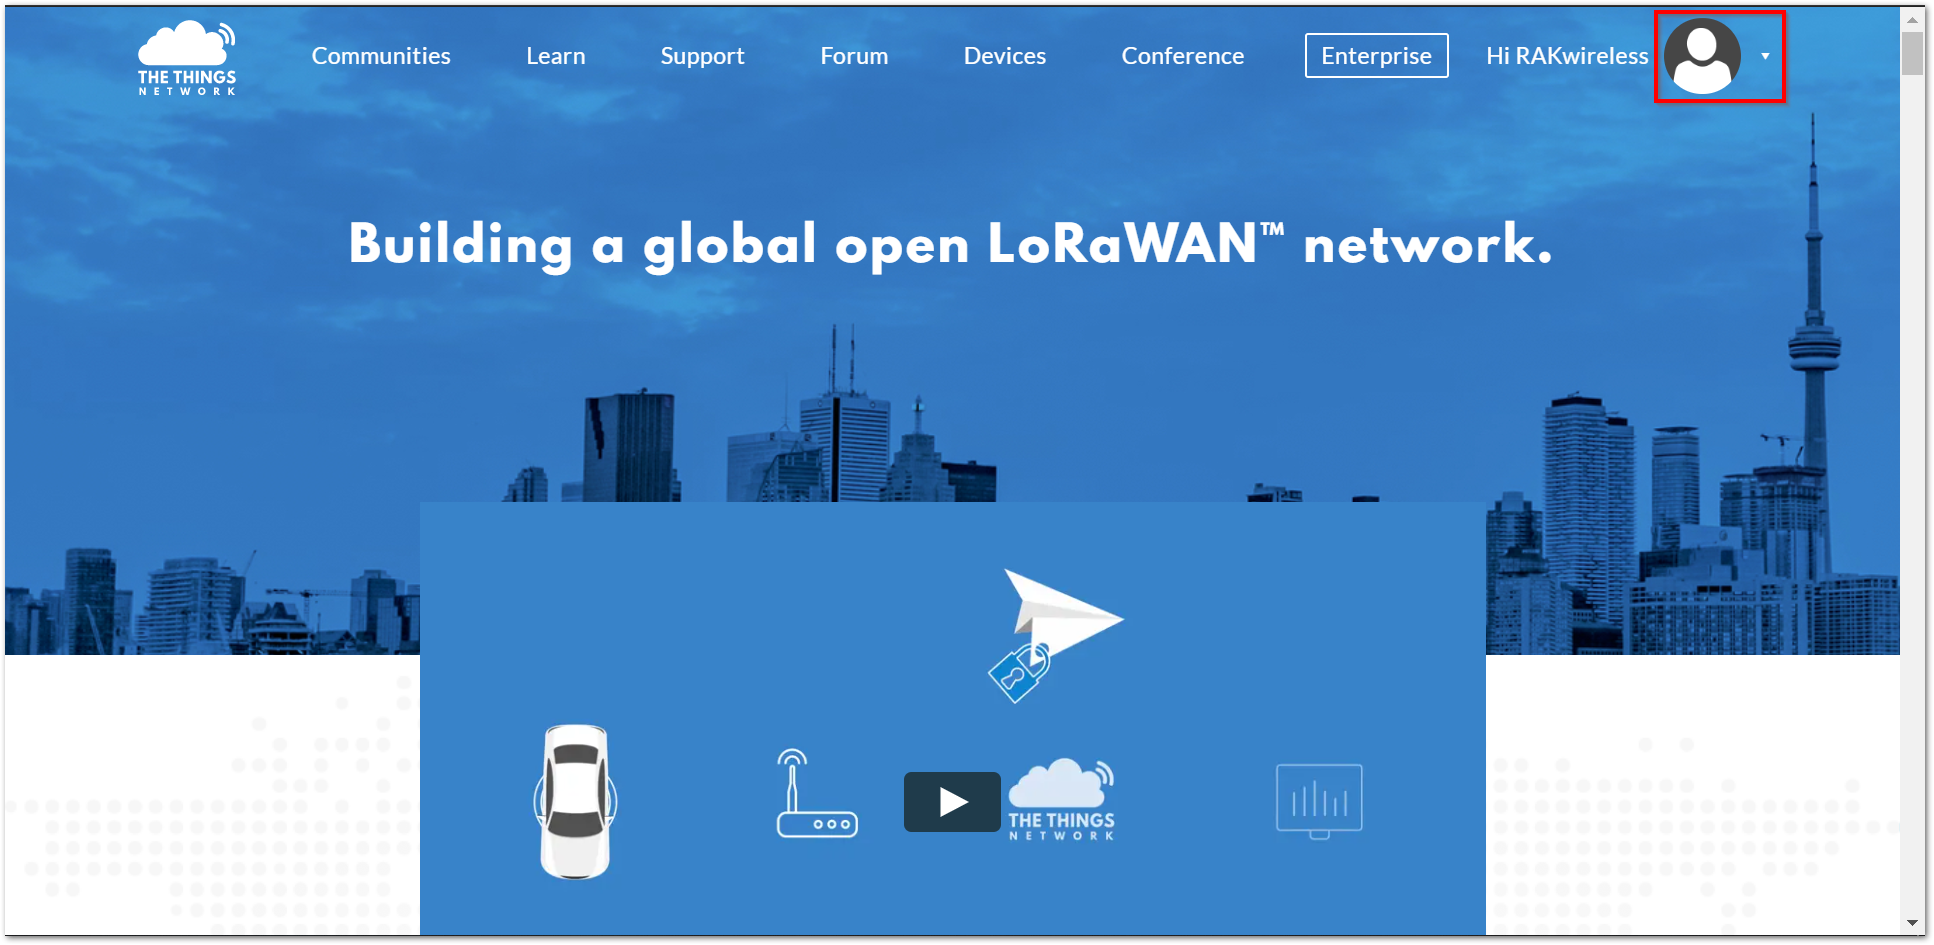 THE THINGS
NETWORK
Communities
Learn
Support
Forum
Devices
Conference
Enterprise
Hi RAKwireless
Building a global open LoRaWAN™ network.
THE THINGS
NETWORK